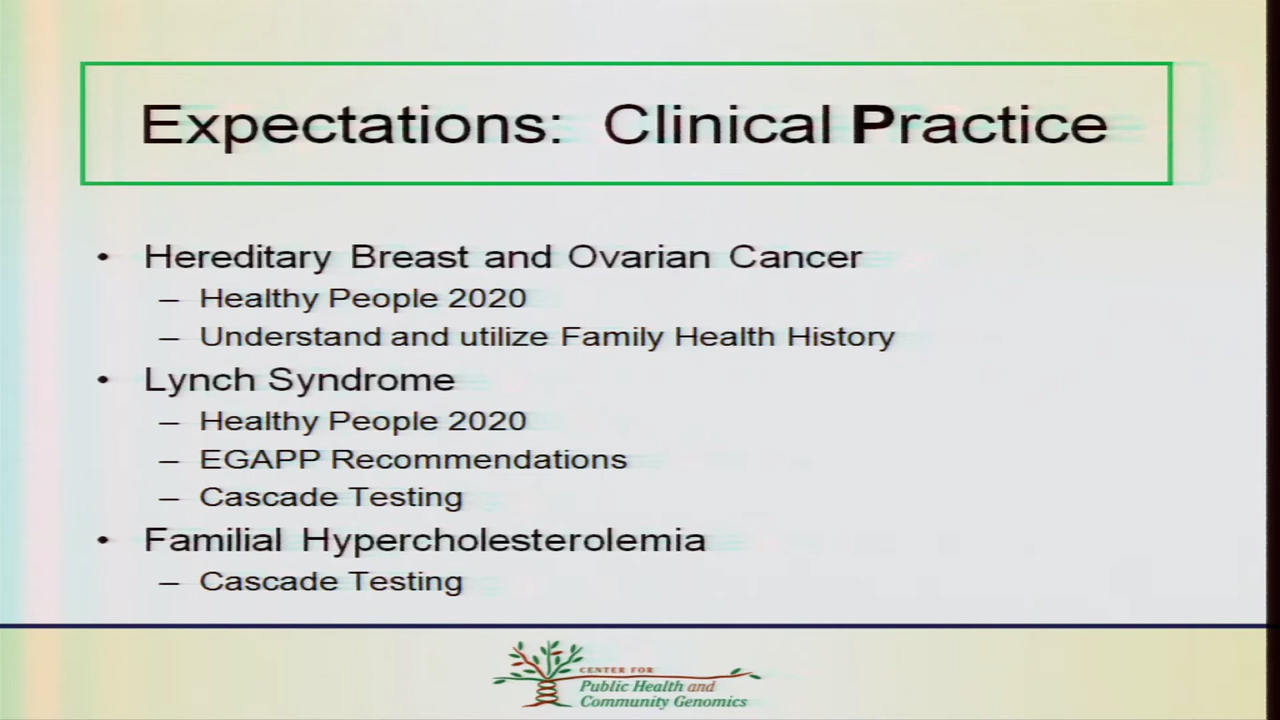 Expectations: Clinical Practice
• Hereditary Breast and Ovarian Cancer
– Healthy People 2020
– Understand and utilize Family Health History
• Lynch Syndrome
– Healthy People 2020
– EGAPP Recommendations
– Cascade Testing
• Familial Hypercholesterolemia
– Cascade Testing
CENTER FOR
Public Health and
Community Genomics